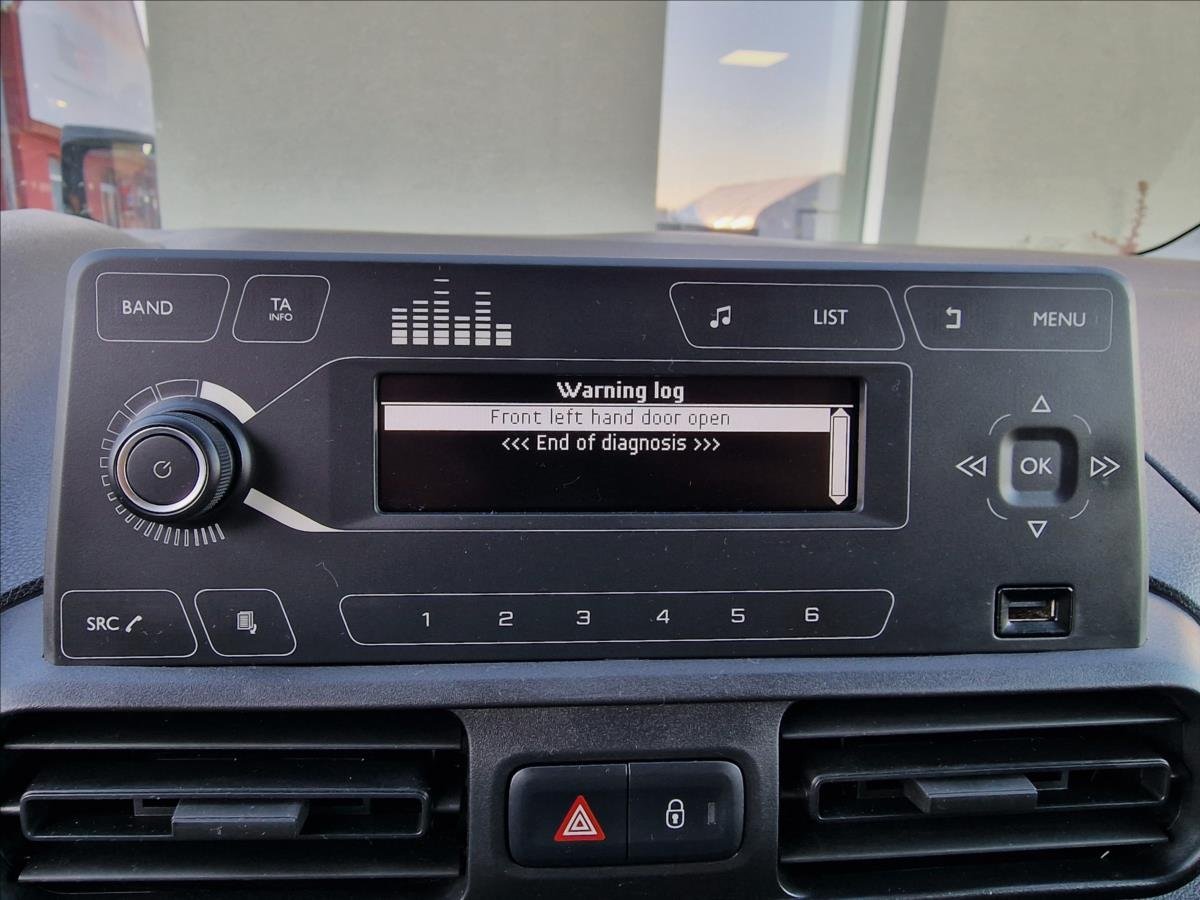 BAND
TA
INFO
LIST
MENU
Warning log
Front left hand door open
<<< End of diagnosis >>>
OK
SRC
1 2 3 4 5 6